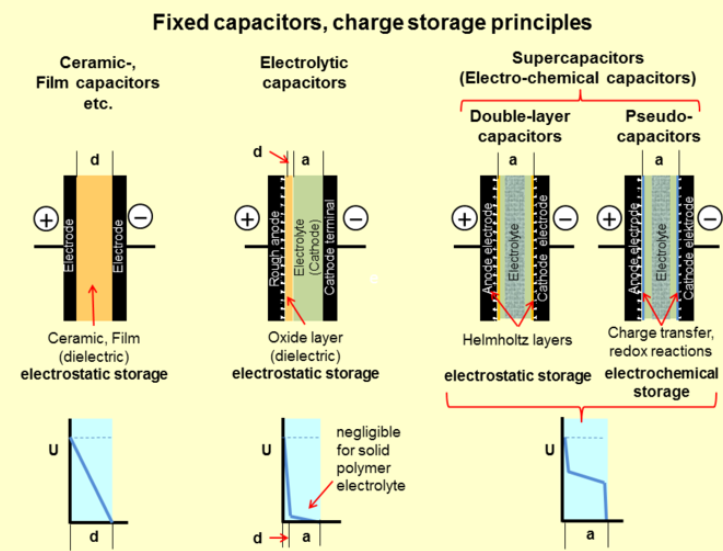 Fixed capacitors, charge storage principles
Ceramic-,
Film capacitors
etc.
Electrolytic
capacitors
Supercapacitors
(Electro-chemical capacitors)
Double-layer
capacitors
Pseudo-
capacitors
d
d
a
a
a
+
−
+
−
+
−
+
−
Electrode
Electrode
Rough anode
Electrolyte
(Cathode)
Cathode terminal
Anode electrode
Electrolyte
Cathode electrode
Anode electrode
Electrolyte
Cathode elektrode
Ceramic, Film
(dielectric)
electrostatic storage
Oxide layer
(dielectric)
electrostatic storage
Helmholtz layers
electrostatic storage
Charge transfer,
redox reactions
electrochemical
storage
U
d
U
negligible
for solid
polymer
electrolyte
d
a
U
a